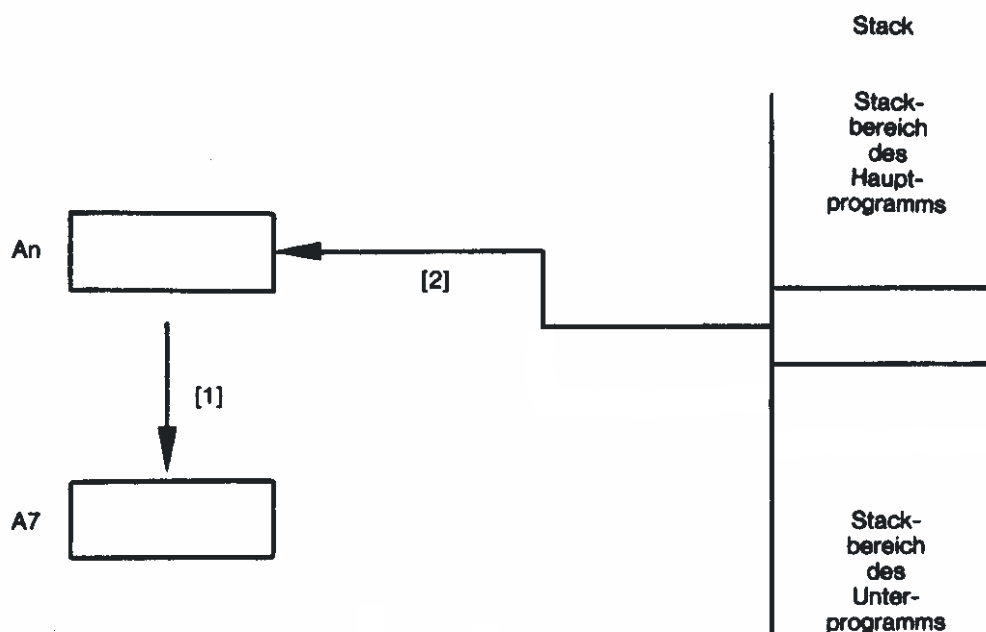 Stack
Stack-
bereich
des
Haupt-
programms
An
[2]
[1]
A7
Stack-
bereich
des
Unter-
programms